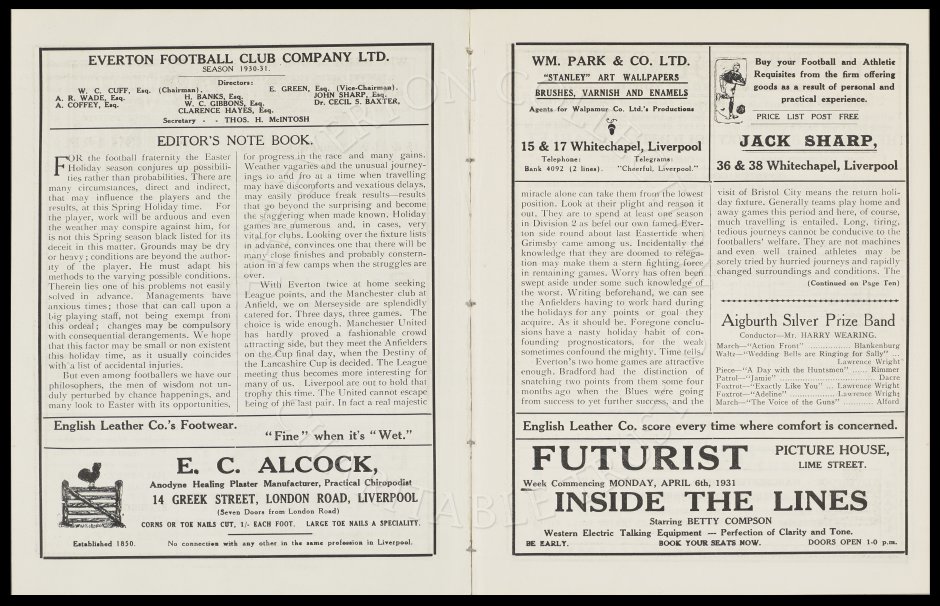 EVERTON FOOTBALL CLUB COMPANY LTD.
SEASON 1930-31.
Directors:
W. C. CUFF, Esq. (Chairman). E. GREEN, Esq. (Vice-Chairman).
A. R. WADE, Esq. H. BANKS, Esq. JOHN SHARP, Esq.
A. COFFEY, Esq. W. C. GIBBONS, Esq. Dr. CECIL S. BAXTER,
CLARENCE HAYES, Esq.
Secretary - - THOS. H. McINTOSH
EDITOR'S NOTE BOOK.
FOR the football fraternity the Easter
Holiday season conjures up possibili-
ties rather than probabilities. There are
many circumstances, direct and indirect,
that may influence the players and the
results, at this Spring Holiday time. For
the player, work will be arduous and even
the weather may conspire against him, for
is not this Spring season black for its
deceit in this matter. Grounds may be dry
or heavy; conditions are beyond the author-
ity of the player. He must adapt his
methods to the varying possible conditions.
Therein lies one of his problems not easily
solved in advance. Managements have
anxious times; those that can call upon a
big playing staff, not being exempt from
this ordeal; changes may be compulsory
with consequential derangements. We hope
that this factor may be small or non existent
this holiday time, as it usually coincides
with a list of accidental injuries.
But even among footballers we have our
philosophers, the men of wisdom not un-
duly perturbed by chance happenings, and
many look to Easter with its opportunities,
for progress in the race and many gains.
Weather vagaries and the unusual journey-
ings to and fro at a time when travelling
may have discomforts and vexatious delays,
may easily produce freak results—results
that go beyond the surprising and become
the staggering when made known. Holiday
games are numerous and, in cases, very
vital for clubs. Looking over the fixture lists
in advance, convinces one that there will be
many close finishes and probably constern-
ation in a few camps when the struggles are
over.
With Everton twice at home seeking
League points, and the Manchester club at
Anfield, we on Merseyside are splendidly
catered for. Three days, three games. The
choice is wide enough. Manchester United
has hardly proved a fashionable crowd
attracting side, but they meet the Anfielders
on the Cup final day, when the Destiny of
the Lancashire Cup is decided. The League
meeting thus becomes more interesting for
many of us. Liverpool are out to hold that
trophy this time. The United cannot escape
being of the last pair. In fact a real majestic
English Leather Co.'s Footwear.
"Fine" when it's "Wet."
E. C. ALCOCK,
Anodyne Healing Plaster Manufacturer, Practical Chiropodist
14 GREEK STREET, LONDON ROAD, LIVERPOOL
(Seven Doors from London Road)
CORNS OR TOE NAILS CUT, 1/- EACH FOOT. LARGE TOE NAILS A SPECIALITY.
Established 1850. No connection with any other in the same profession in Liverpool.
WM. PARK & CO. LTD.
"STANLEY" ART WALLPAPERS
BRUSHES, VARNISH AND ENAMELS
Agents for Walpamur Co. Ltd.'s Productions
15 & 17 Whitechapel, Liverpool
Telephone: Telegrams:
Bank 4092 (2 lines). "Cheerful, Liverpool."
Buy your Football and Athletic
Requisites from the firm offering
goods as a result of personal and
practical experience.
PRICE LIST POST FREE
JACK SHARP,
36 & 38 Whitechapel, Liverpool
miracle alone can take them from the lowest
position. Look at their plight and reason it
out. They are to spend at least one season
in Division 2 as befel our own famed Ever-
ton side round about last Eastertide when
Grimsby came among us. Incidentally the
knowledge that they are doomed to relega-
tion may make them a stern fighting force
in remaining games. Worry has often been
swept aside under some such knowledge of
the worst. Writing beforehand, we can see
the Anfielders having to work hard during
the holidays for any points or goal they
acquire. As it should be. Foregone conclu-
sions have a nasty holiday habit of con-
founding prognosticators, for the weak
sometimes confound the mighty. Time tells.
Everton's two home games are attractive
enough. Bradford had the distinction of
snatching two points from them some four
months ago when the Blues were going
from success to yet further success, and the
visit of Bristol City means the return holi-
day fixture. Generally teams play home and
away games this period and here, of course,
much travelling is entailed. Long, tiring,
tedious journeys cannot be conducive to the
footballers' welfare. They are not machines
and even well trained athletes may be
sorely tried by hurried journeys and rapidly
changed surroundings and conditions. The
(Continued on Page Ten)
Aigburth Silver Prize Band
Conductor—Mr. HARRY WEARING.
March—"Action Front" ............... Blankenburg
Waltz—"Wedding Bells are Ringing for Sally" ..
Lawrence Wright
Piece—"A Day with the Huntsmen" ..... Rimmer
Patrol—"Jamie" ............................ Dacre
Foxtrot—"Exactly Like You" ... Lawrence Wright
Foxtrot—"Adeline" ................. Lawrence Wright
March—"The Voice of the Guns" ........... Alford
English Leather Co. score every time where comfort is concerned.
FUTURIST PICTURE HOUSE,
LIME STREET.
Week Commencing MONDAY, APRIL 6th, 1931
INSIDE THE LINES
Starring BETTY COMPSON
Western Electric Talking Equipment --- Perfection of Clarity and Tone.
BE EARLY. BOOK YOUR SEATS NOW. DOORS OPEN 1-0 p.m.